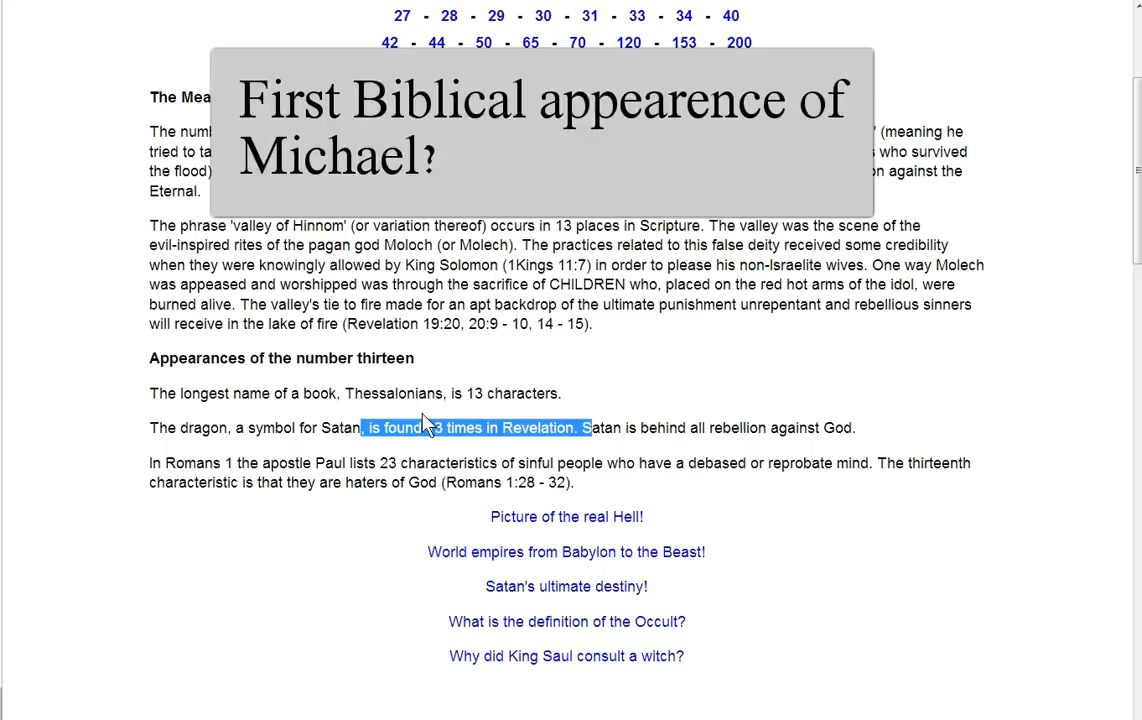 27 - 28 - 29 - 30 - 31 - 33 - 34 - 40
42 - 44 - 50 - 65 - 70 - 120 - 153 - 200
First Biblical appearence of
Michael?
The Mea
The numb ' (meaning he
tried to ta who survived
the flood) against the
Eternal.
The phrase 'valley of Hinnom' (or variation thereof) occurs in 13 places in Scripture. The valley was the scene of the
evil-inspired rites of the pagan god Moloch (or Molech). The practices related to this false deity received some credibility
when they were knowingly allowed by King Solomon (1Kings 11:7) in order to please his non-Israelite wives. One way Molech
was appeased and worshipped was through the sacrifice of CHILDREN who, placed on the red hot arms of the idol, were
burned alive. The valley's tie to fire made for an apt backdrop of the ultimate punishment unrepentant and rebellious sinners
will receive in the lake of fire (Revelation 19:20, 20:9 - 10, 14 - 15).
Appearances of the number thirteen
The longest name of a book, Thessalonians, is 13 characters.
The dragon, a symbol for Satan, is found 3 times in Revelation. Satan is behind all rebellion against God.
In Romans 1 the apostle Paul lists 23 characteristics of sinful people who have a debased or reprobate mind. The thirteenth
characteristic is that they are haters of God (Romans 1:28 - 32).
Picture of the real Hell!
World empires from Babylon to the Beast!
Satan's ultimate destiny!
What is the definition of the Occult?
Why did King Saul consult a witch?